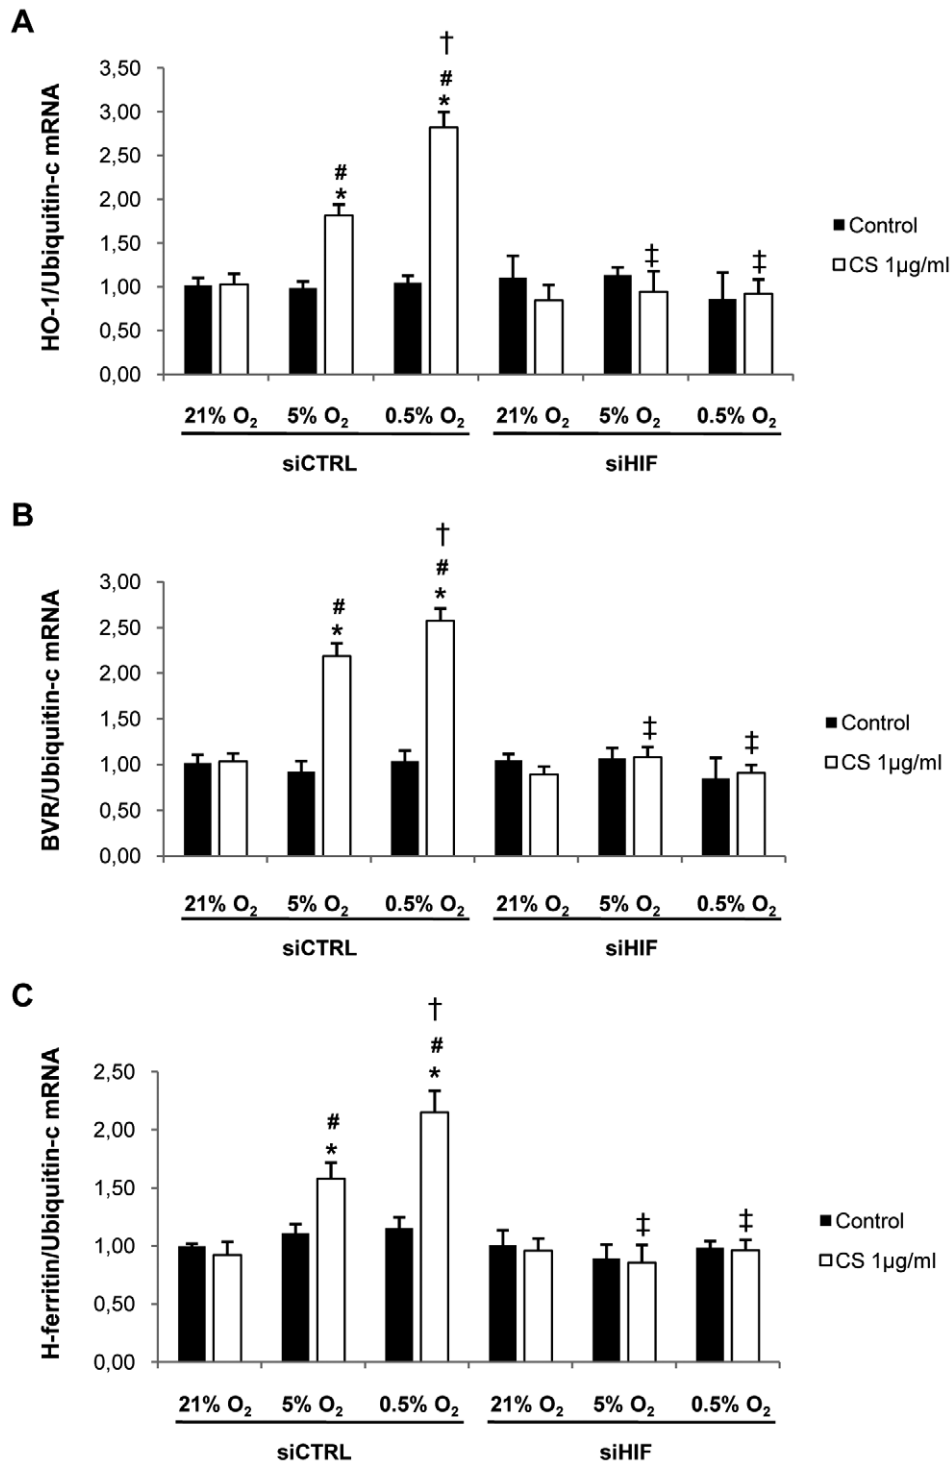 A
HO-1/Ubiquitin-c mRNA
3,50
3,00
2,50
2,00
1,50
1,00
0,50
0,00
†
#
*
#
*
‡
‡
Control
CS 1µg/ml
21% O₂ 5% O₂ 0.5% O₂ 21% O₂ 5% O₂ 0.5% O₂
siCTRL siHIF
B
BVR/Ubiquitin-c mRNA
3,00
2,50
2,00
1,50
1,00
0,50
0,00
†
#
*
#
*
‡
‡
Control
CS 1µg/ml
21% O₂ 5% O₂ 0.5% O₂ 21% O₂ 5% O₂ 0.5% O₂
siCTRL siHIF
C
H-ferritin/Ubiquitin-c mRNA
2,50
2,00
1,50
1,00
0,50
0,00
†
#
*
#
*
‡
‡
Control
CS 1µg/ml
21% O₂ 5% O₂ 0.5% O₂ 21% O₂ 5% O₂ 0.5% O₂
siCTRL siHIF